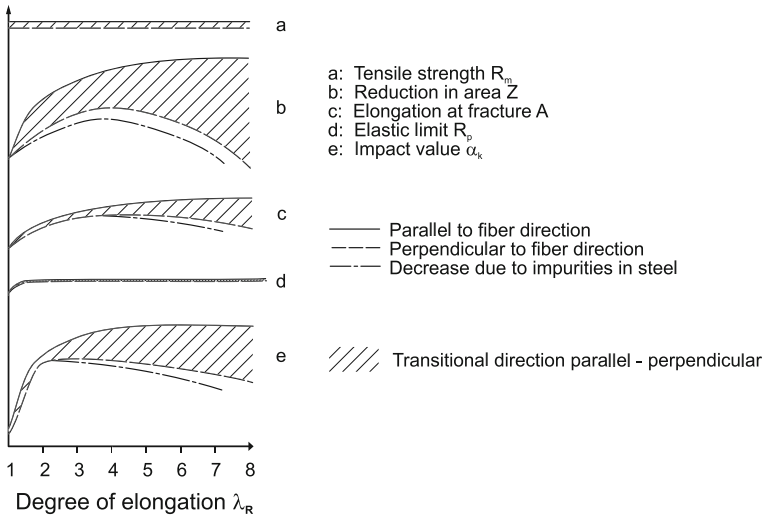 a
b
c
d
e
a: Tensile strength Rm
b: Reduction in area Z
c: Elongation at fracture A
d: Elastic limit Rp
e: Impact value αk
Parallel to fiber direction
Perpendicular to fiber direction
Decrease due to impurities in steel
Transitional direction parallel - perpendicular
1 2 3 4 5 6 7 8
Degree of elongation λR